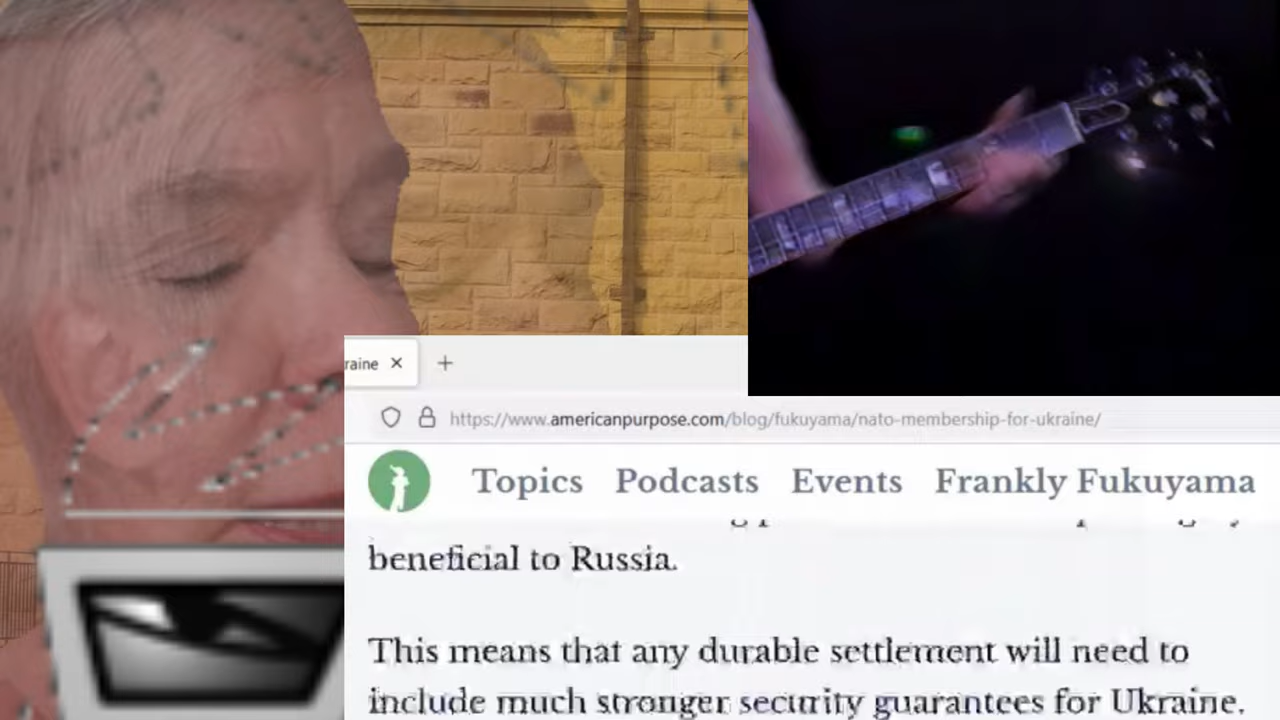 raine
https://www.americanpurpose.com/blog/fukuyama/nato-membership-for-ukraine/
Topics Podcasts Events Frankly Fukuyama
beneficial to Russia.
This means that any durable settlement will need to
include much stronger security guarantees for Ukraine.